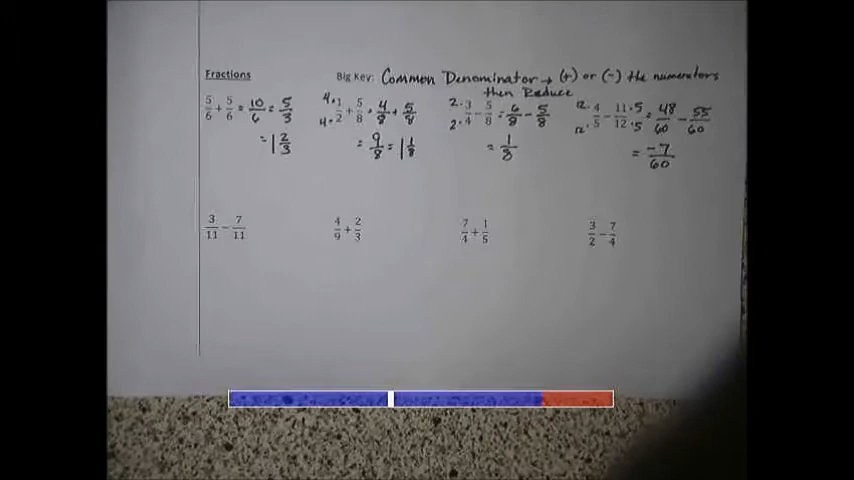 Fractions Big Key: Common Denominator → (+) or (-) the numerators
then Reduce
5/6 + 5/6 = 10/6 = 5/3
= 1 2/3
4· 1/2 4· + 5/8 = 4/8 + 5/8
= 9/8 = 1 1/8
2· 3/4 2· - 5/8 = 6/8 - 5/8
= 1/8
12· 4/5 12· - 11/12 ·5 ·5 = 48/60 - 55/60
= -7/60
3/11 - 7/11
4/9 + 2/3
7/4 + 1/5
3/2 - 7/4